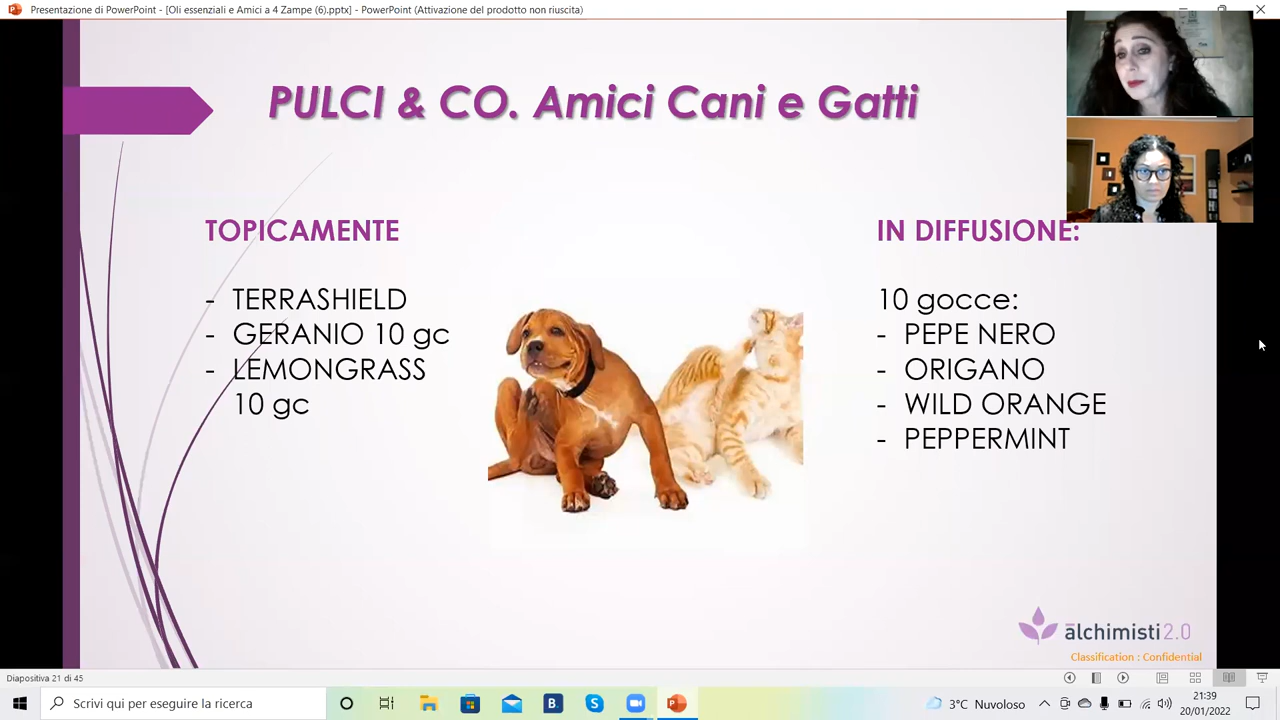 Presentazione di PowerPoint - [Oli essenziali e Amici a 4 Zampe (6).pptx] - PowerPoint (Attivazione del prodotto non riuscita)
PULCI & CO. Amici Cani e Gatti
TOPICAMENTE
- TERRASHIELD
- GERANIO 10 gc
- LEMONGRASS
10 gc
IN DIFFUSIONE:
10 gocce:
- PEPE NERO
- ORIGANO
- WILD ORANGE
- PEPPERMINT
ālchimisti 2.0
Classification : Confidential
Diapositiva 21 di 45
Scrivi qui per eseguire la ricerca
B.
3°C Nuvoloso
21:39
20/01/2022